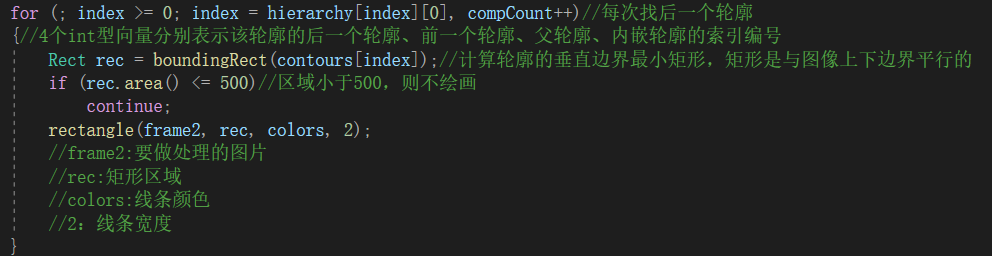 for (; index >= 0; index = hierarchy[index][0], compCount++)//每次找后一个轮廓
{//4个int型向量分别表示该轮廓的后一个轮廓、前一个轮廓、父轮廓、内嵌轮廓的索引编号
Rect rec = boundingRect(contours[index]);//计算轮廓的垂直边界最小矩形，矩形是与图像上下边界平行的
if (rec.area() <= 500)//区域小于500，则不绘画
continue;
rectangle(frame2, rec, colors, 2);
//frame2:要做处理的图片
//rec:矩形区域
//colors:线条颜色
//2：线条宽度
}